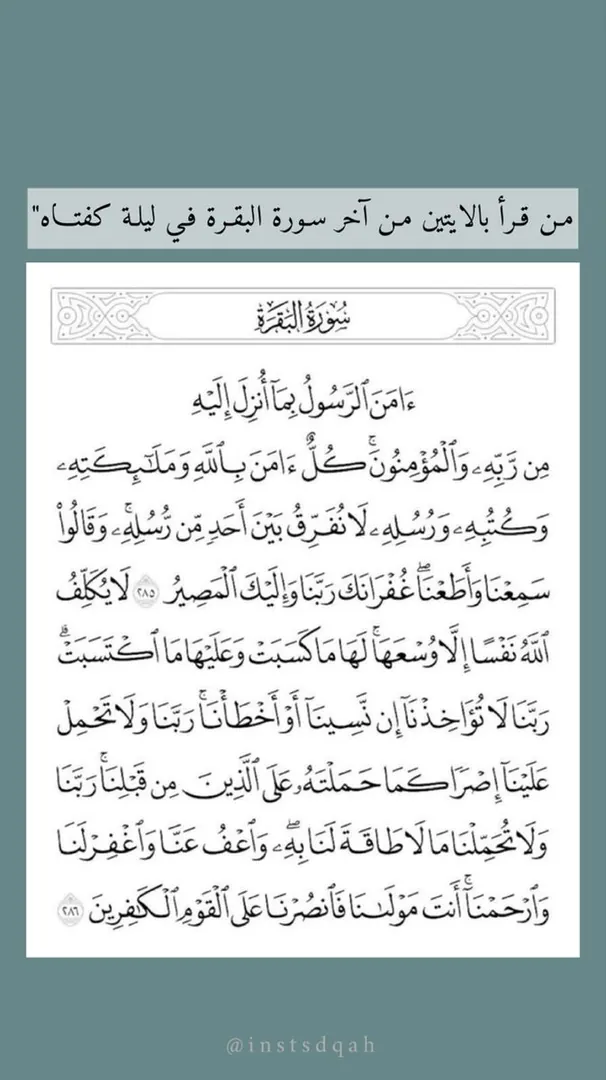 من قرأ بالايتين من آخر سورة البقرة في ليلة كفتاه"
سُورَةُ البَقَرَةِ
ءَامَنَ ٱلرَّسُولُ بِمَآ أُنزِلَ إِلَيْهِ
مِن رَّبِّهِۦ وَٱلْمُؤْمِنُونَۚ كُلٌّ ءَامَنَ بِٱللَّهِ وَمَلَـٰٓئِكَتِهِۦ
وَكُتُبِهِۦ وَرُسُلِهِۦ لَا نُفَرِّقُ بَيْنَ أَحَدٍ مِّن رُّسُلِهِۦۚ وَقَالُوا۟
سَمِعْنَا وَأَطَعْنَاۖ غُفْرَانَكَ رَبَّنَا وَإِلَيْكَ ٱلْمَصِيرُ ٢٨٥ لَا يُكَلِّفُ
ٱللَّهُ نَفْسًا إِلَّا وُسْعَهَاۚ لَهَا مَا كَسَبَتْ وَعَلَيْهَا مَا ٱكْتَسَبَتْۗ
رَبَّنَا لَا تُؤَاخِذْنَآ إِن نَّسِينَآ أَوْ أَخْطَأْنَاۚ رَبَّنَا وَلَا تَحْمِلْ
عَلَيْنَآ إِصْرًا كَمَا حَمَلْتَهُۥ عَلَى ٱلَّذِينَ مِن قَبْلِنَاۚ رَبَّنَا
وَلَا تُحَمِّلْنَا مَا لَا طَاقَةَ لَنَا بِهِۦۖ وَٱعْفُ عَنَّا وَٱغْفِرْ لَنَا
وَٱرْحَمْنَآۚ أَنتَ مَوْلَىٰنَا فَٱنصُرْنَا عَلَى ٱلْقَوْمِ ٱلْكَـٰفِرِينَ ٢٨٦
@instsdqah